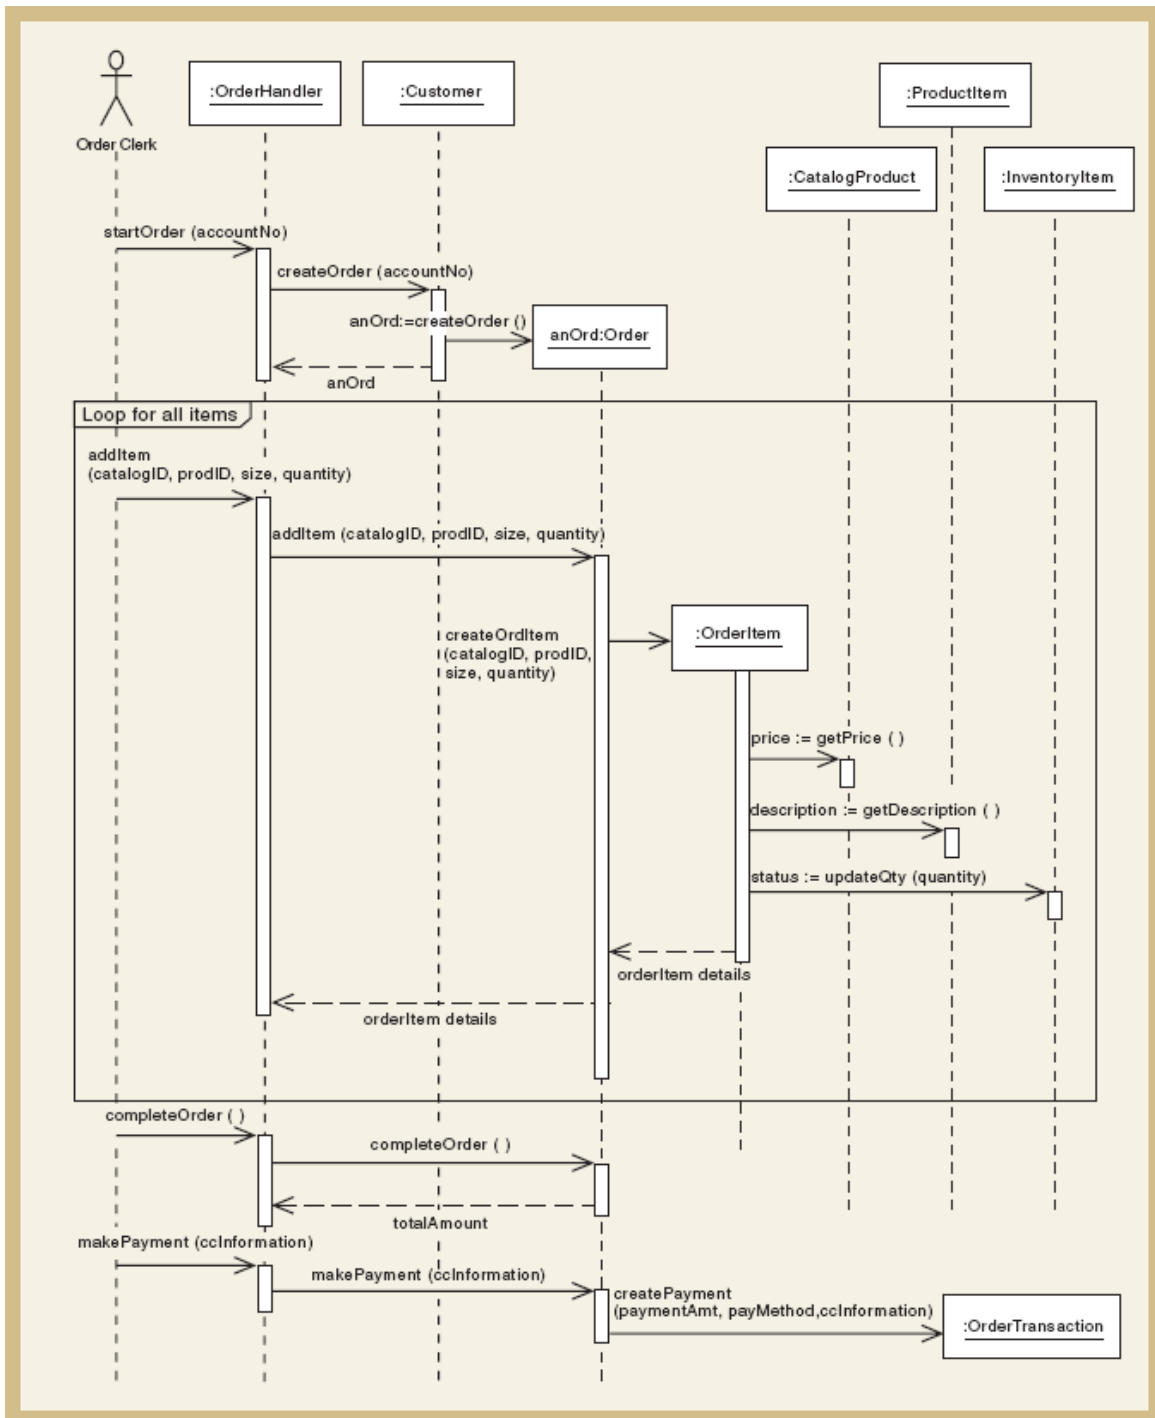 :OrderHandler
:Customer
:ProductItem
Order Clerk
:CatalogProduct
:InventoryItem
startOrder (accountNo)
createOrder (accountNo)
anOrd:=createOrder ()
anOrd:Order
anOrd
Loop for all items
addItem
(catalogID, prodID, size, quantity)
addItem (catalogID, prodID, size, quantity)
createOrdItem
(catalogID, prodID,
size, quantity)
:OrderItem
price := getPrice ( )
description := getDescription ( )
status := updateQty (quantity)
orderItem details
orderItem details
completeOrder ( )
completeOrder ( )
totalAmount
makePayment (ccInformation)
makePayment (ccInformation)
createPayment
(paymentAmt, payMethod,ccInformation)
:OrderTransaction